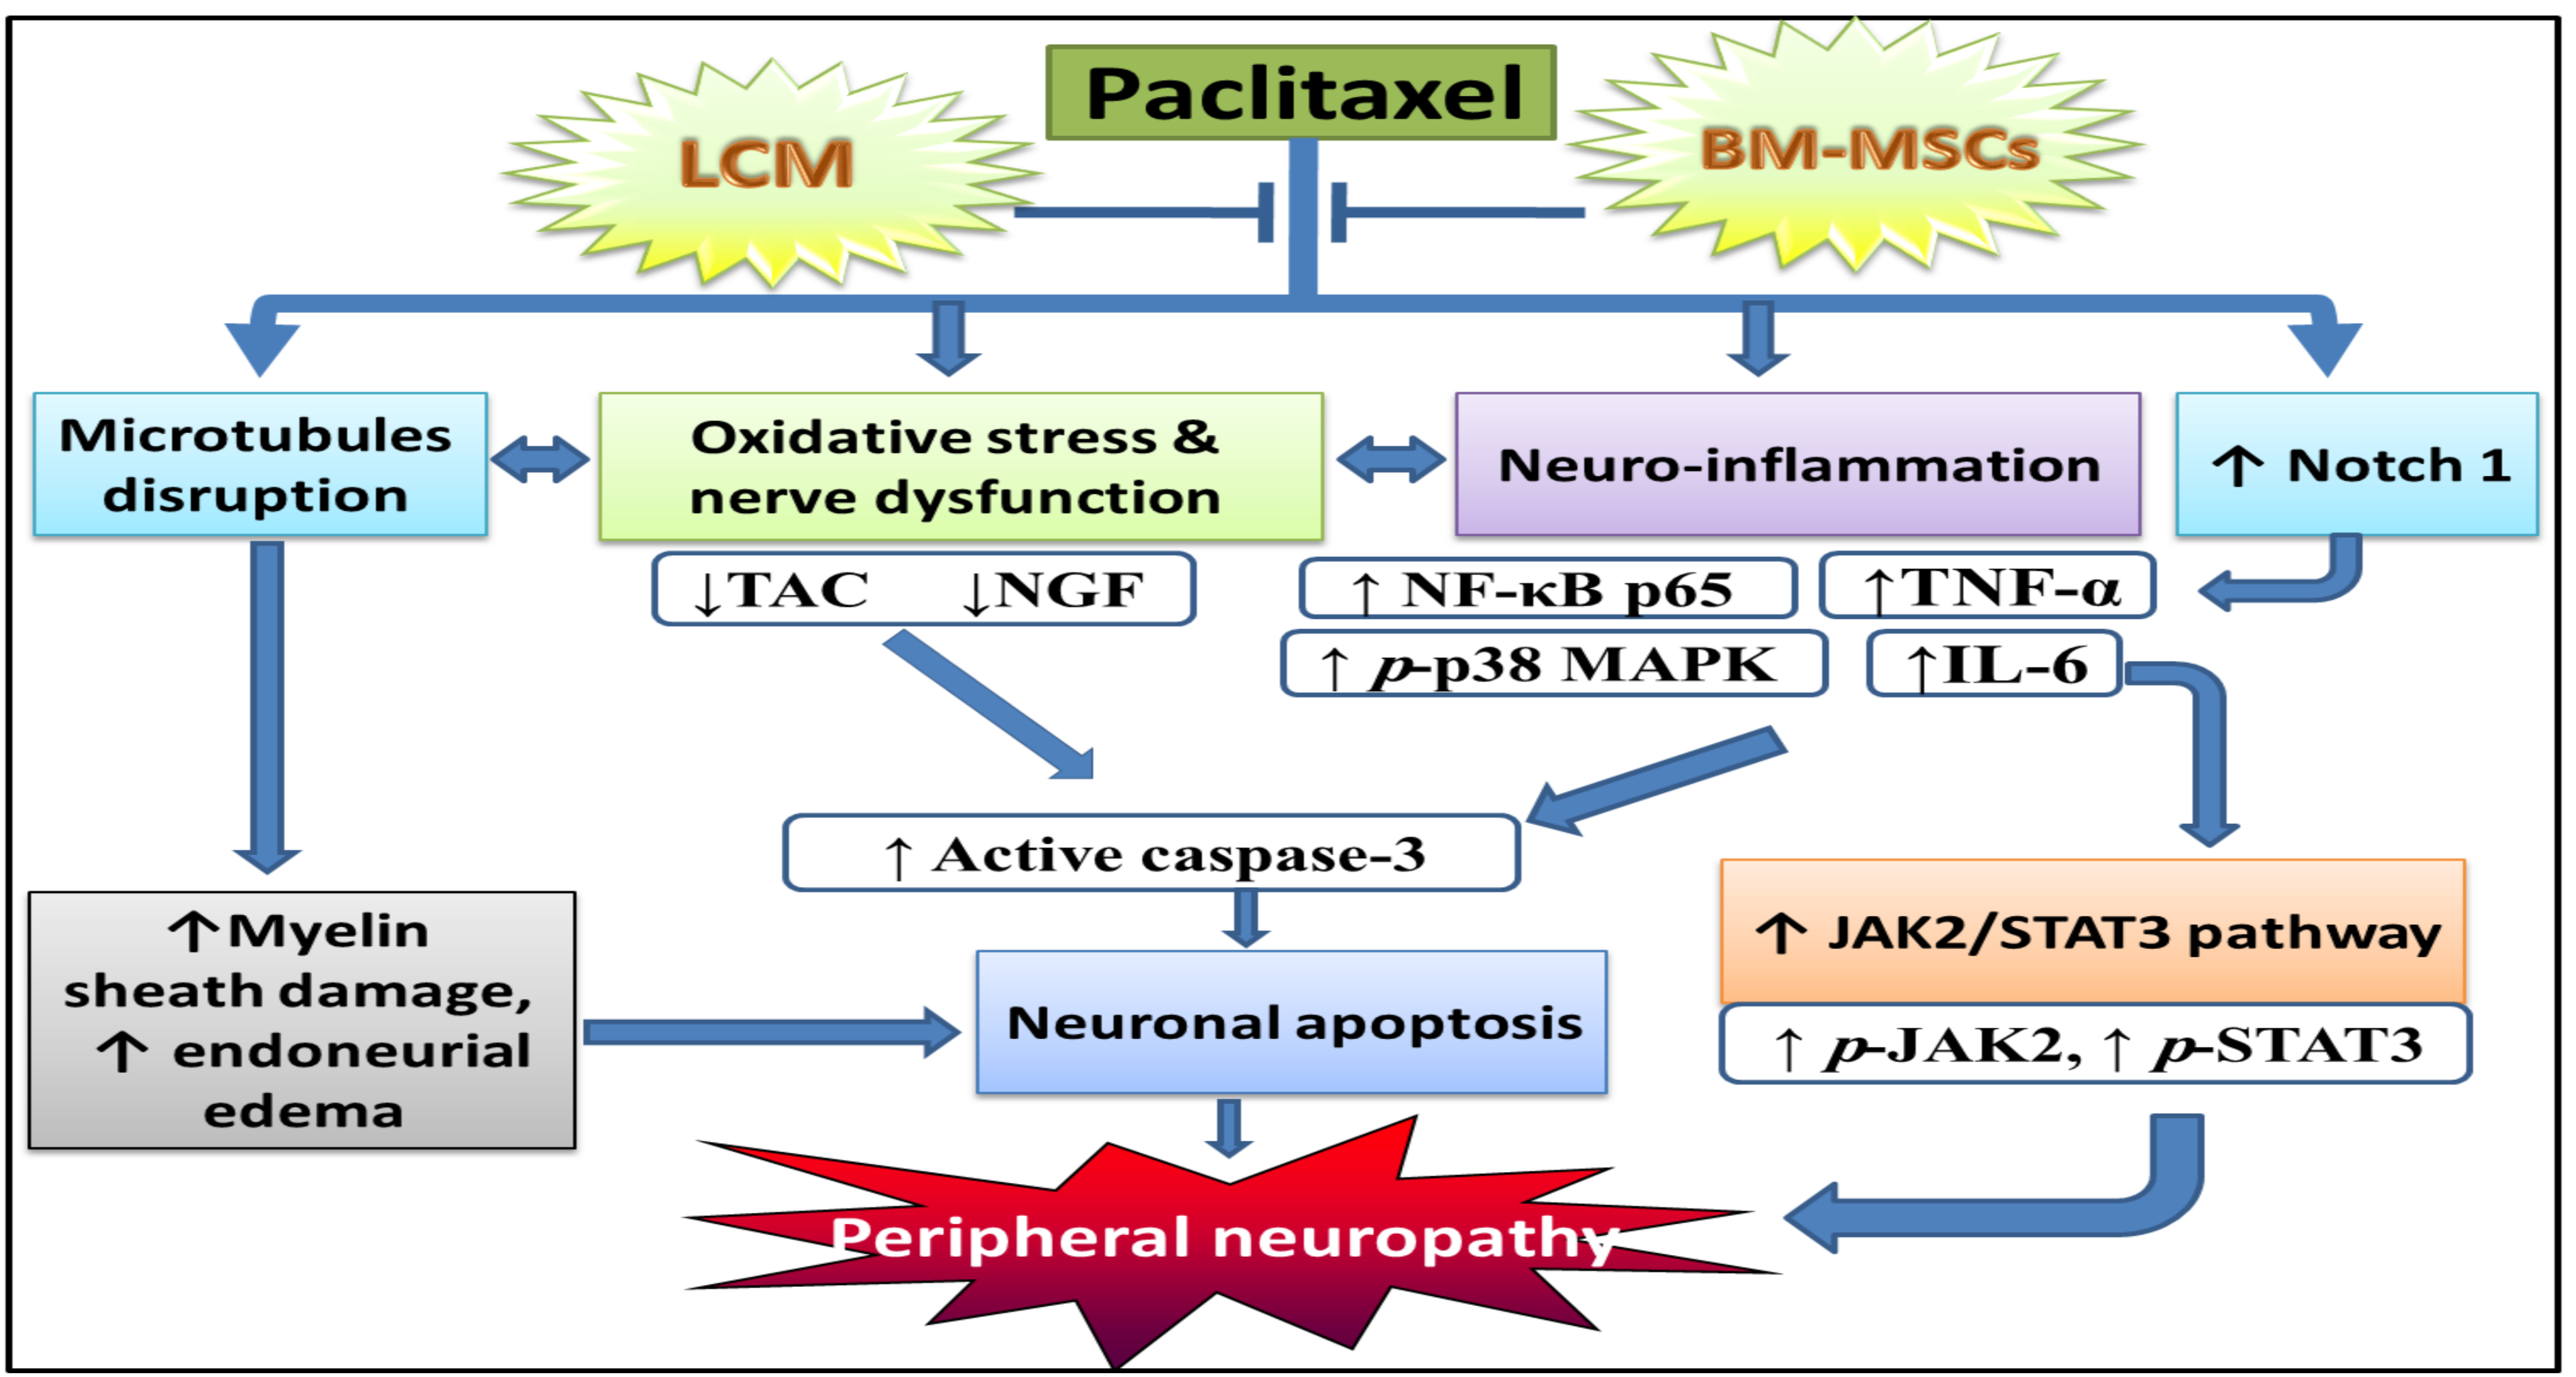 Paclitaxel
LCM
BM-MSCs
Microtubules
disruption
Oxidative stress &
nerve dysfunction
Neuro-inflammation
↑ Notch 1
↓TAC ↓NGF
↑ NF-κB p65
↑TNF-α
↑ p-p38 MAPK
↑IL-6
↑ Active caspase-3
↑Myelin
sheath damage,
↑ endoneurial
edema
Neuronal apoptosis
↑ JAK2/STAT3 pathway
↑ p-JAK2, ↑ p-STAT3
Peripheral neuropathy